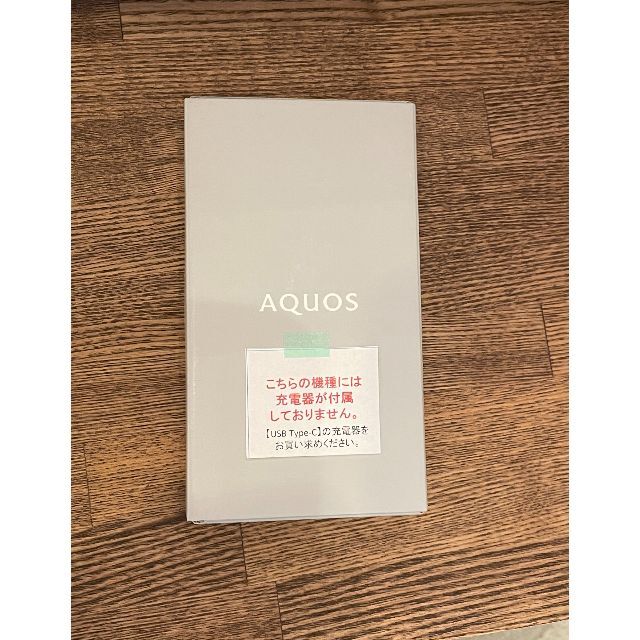 AQUOS
こちらの機種には
充電器が付属
しておりません。
【USB Type-C】の充電器を
お買い求めください。